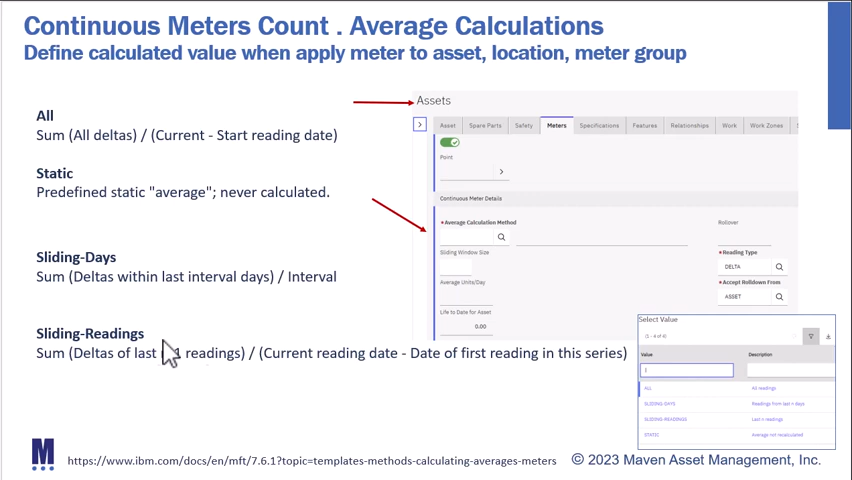 Continuous Meters Count . Average Calculations
Define calculated value when apply meter to asset, location, meter group
All
Sum (All deltas) / (Current - Start reading date)
Static
Predefined static "average"; never calculated.
Sliding-Days
Sum (Deltas within last interval days) / Interval
Sliding-Readings
Sum (Deltas of last readings) / (Current reading date - Date of first reading in this series)
Assets
Asset Spare Parts Safety Meters Specifications Features Relationships Work Work Zones
Point
Continuous Meter Details
*Average Calculation Method Rollover
Sliding Window Size *Reading Type
DELTA
Average Units/Day *Accept Rolldown From
ASSET
Life to Date for Asset
0.00
Select Value
(1 - 4 of 4)
Value Description
ALL All readings
SLIDING-DAYS Readings from last n days
SLIDING-READINGS Last n readings
STATIC Average not recalculated
M
https://www.ibm.com/docs/en/mft/7.6.1?topic=templates-methods-calculating-averages-meters
© 2023 Maven Asset Management, Inc.